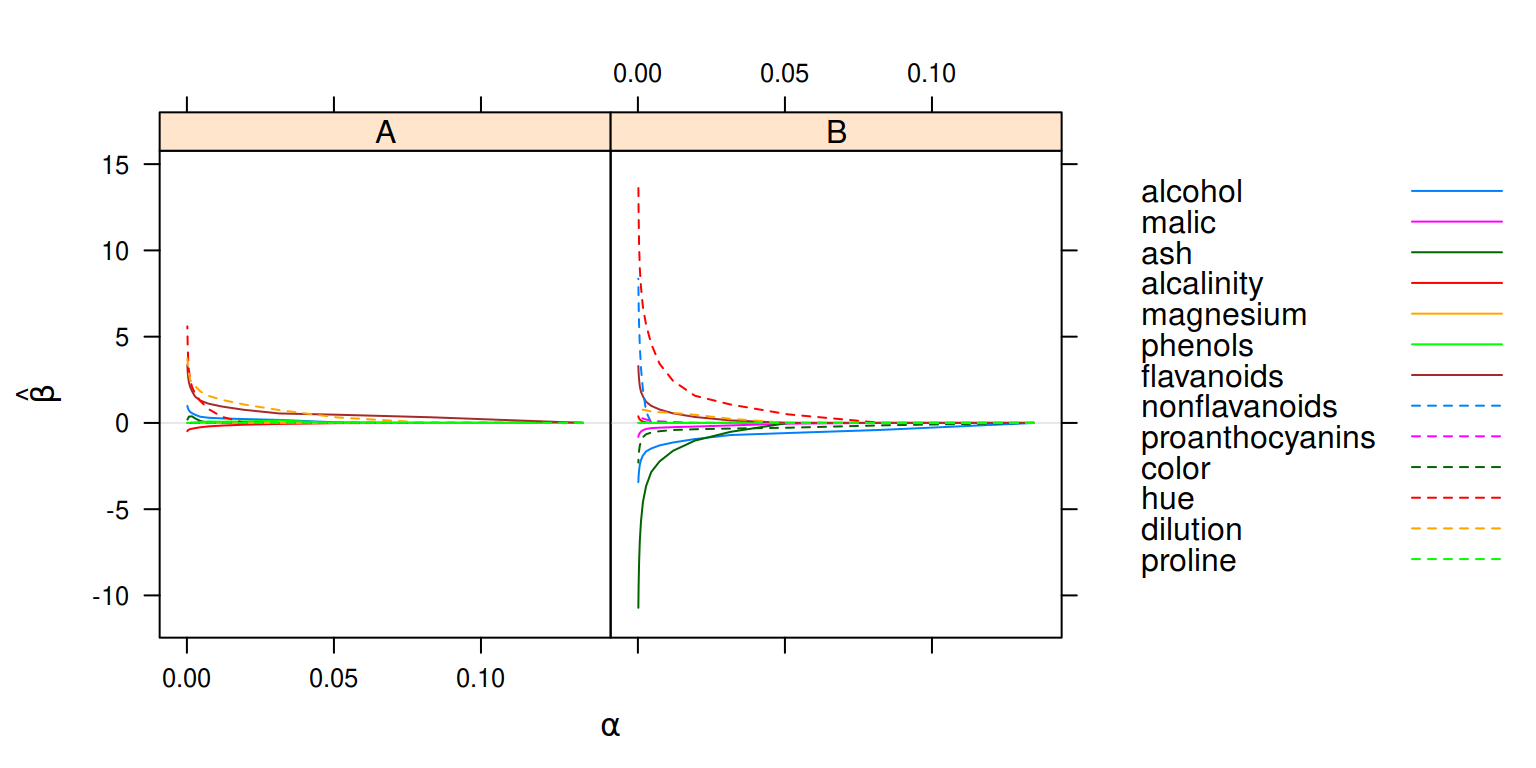 0.00 0.05 0.10
A B
15
10
5
0
-5
-10
β̂
0.00 0.05 0.10
α
alcohol
malic
ash
alcalinity
magnesium
phenols
flavanoids
nonflavanoids
proanthocyanins
color
hue
dilution
proline